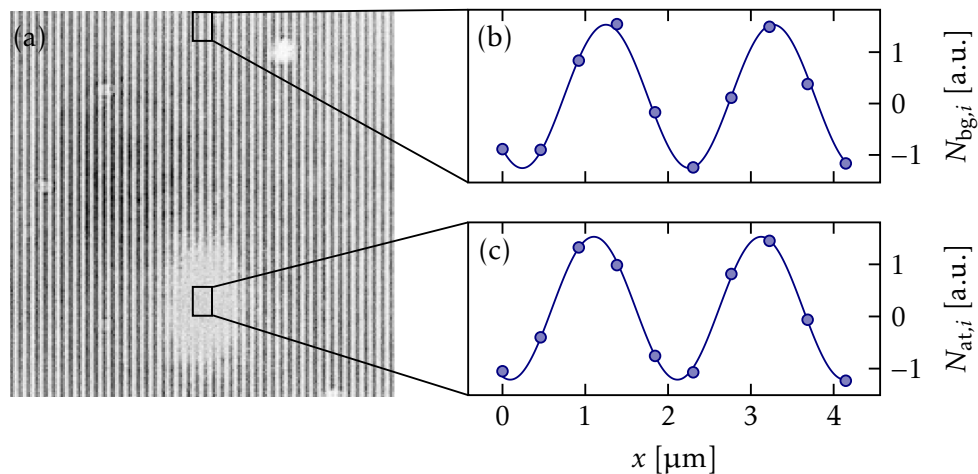 (a)
(b)
1
0
−1
N_bg,i [a.u.]
(c)
1
0
−1
N_at,i [a.u.]
0 1 2 3 4
x [µm]